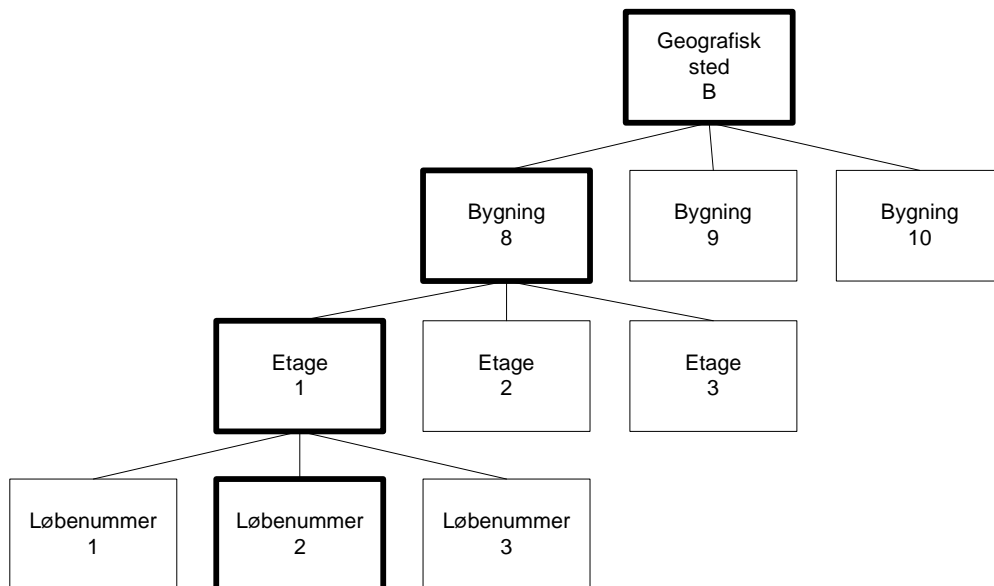 Geografisk
sted
B
Bygning
8
Bygning
9
Bygning
10
Etage
1
Etage
2
Etage
3
Løbenummer
1
Løbenummer
2
Løbenummer
3